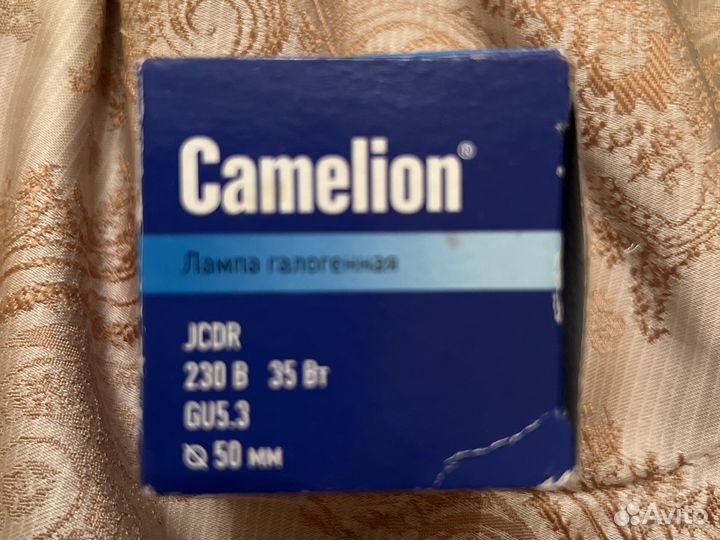 Camelion®
Лампа галогенная
JCDR
230 В 35 Вт
GU5.3
⌀ 50 мм
Avito